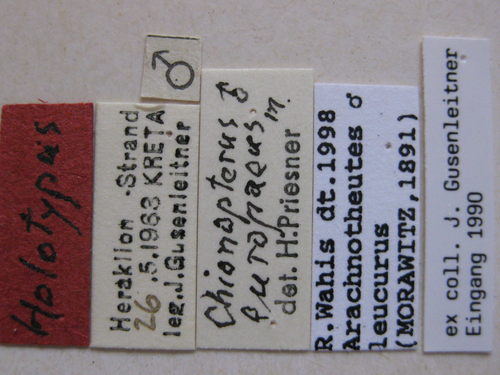 Holotypus
♂
Heraklion - Strand
26.5.1963 KRETA
leg.J.Gusenleitner
Chionopterus ♂
europaeus, n.
det. H. Priesner
R.Wahis dt.1998
Arachnotheutes ♂
leucurus
(MORAWITZ,1891)
ex coll. J. Gusenleitner
Eingang 1990